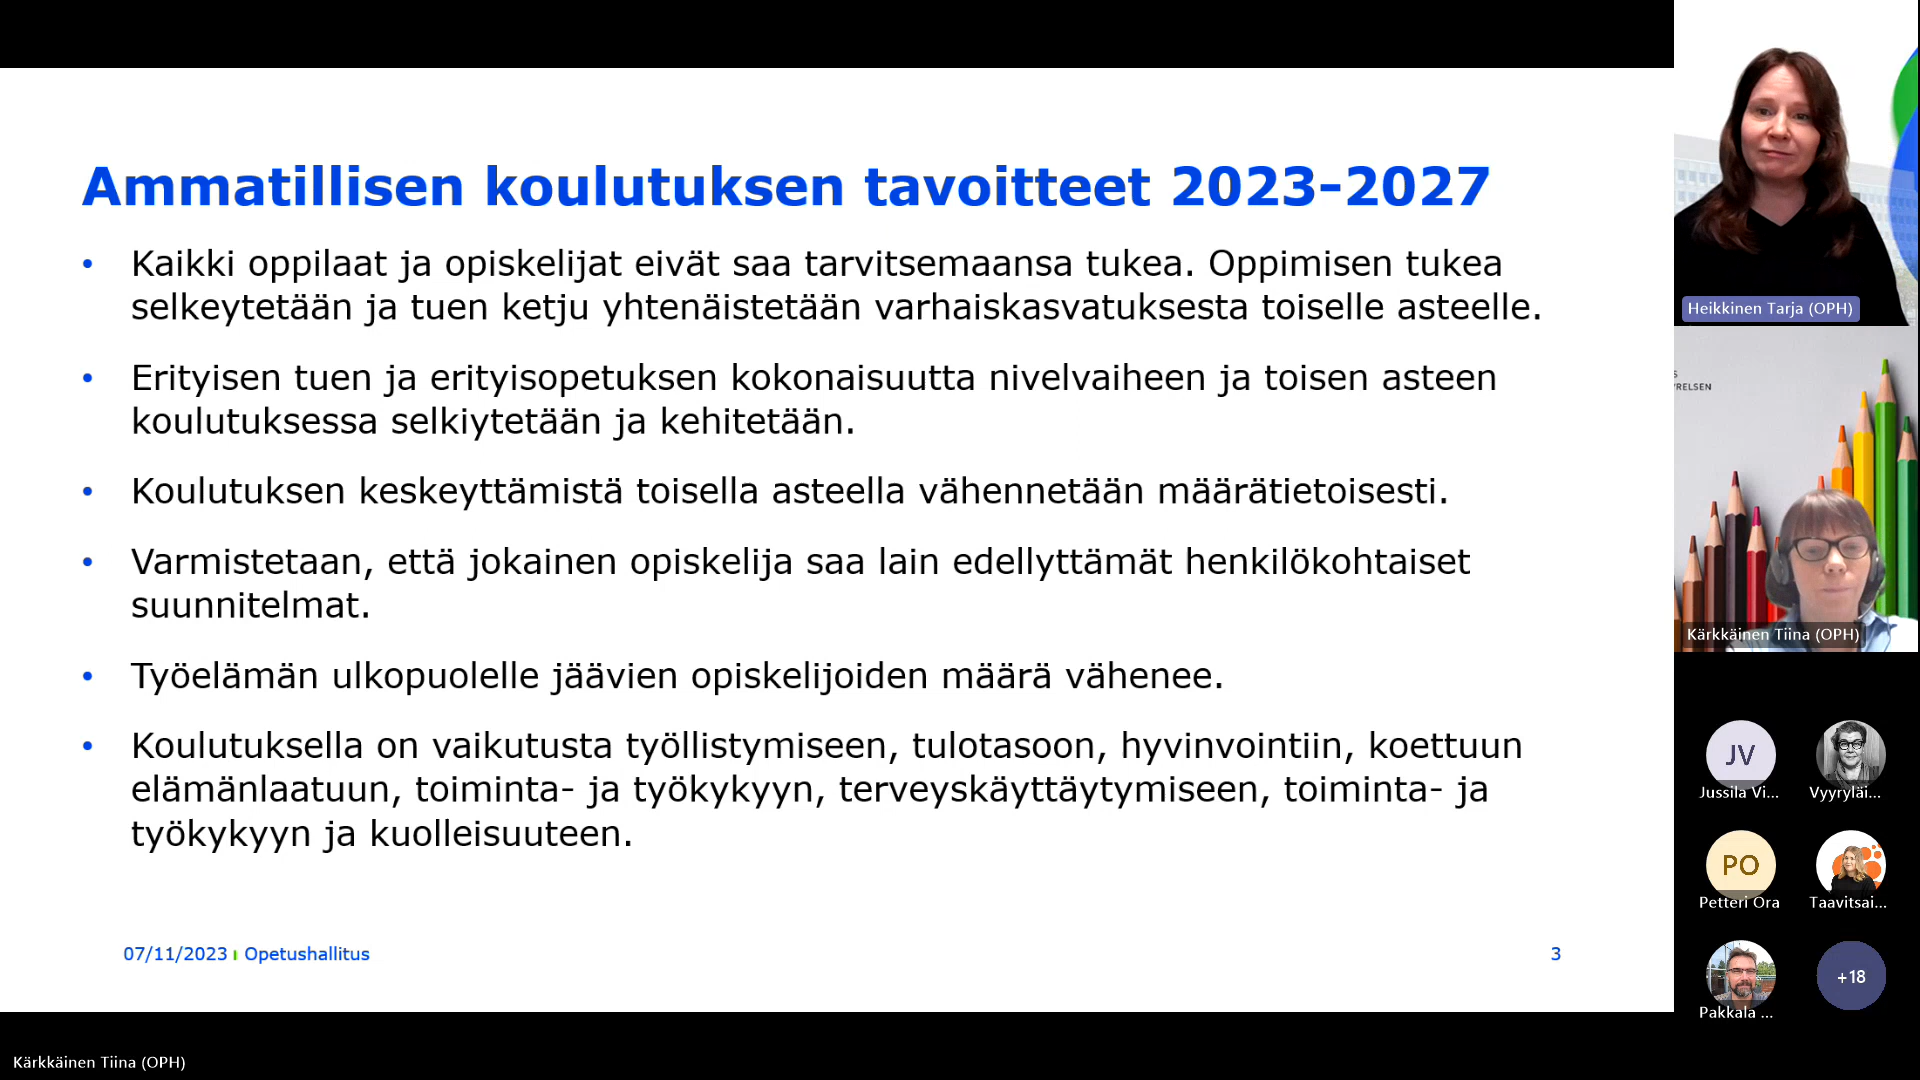 Ammatillisen koulutuksen tavoitteet 2023-2027
• Kaikki oppilaat ja opiskelijat eivät saa tarvitsemaansa tukea. Oppimisen tukea
selkeytetään ja tuen ketju yhtenäistetään varhaiskasvatuksesta toiselle asteelle.
• Erityisen tuen ja erityisopetuksen kokonaisuutta nivelvaiheen ja toisen asteen
koulutuksessa selkiytetään ja kehitetään.
• Koulutuksen keskeyttämistä toisella asteella vähennetään määrätietoisesti.
• Varmistetaan, että jokainen opiskelija saa lain edellyttämät henkilökohtaiset
suunnitelmat.
• Työelämän ulkopuolelle jäävien opiskelijoiden määrä vähenee.
• Koulutuksella on vaikutusta työllistymiseen, tulotasoon, hyvinvointiin, koettuun
elämänlaatuun, toiminta- ja työkykyyn, terveyskäyttäytymiseen, toiminta- ja
työkykyyn ja kuolleisuuteen.
07/11/2023 Opetushallitus
3
Heikkinen Tarja (OPH)
S
RELSEN
Kärkkäinen Tiina (OPH)
JV
Jussila Vi...
Vyyryläi...
PO
Petteri Ora
Taavitsai...
Pakkala ...
+18
Kärkkäinen Tiina (OPH)